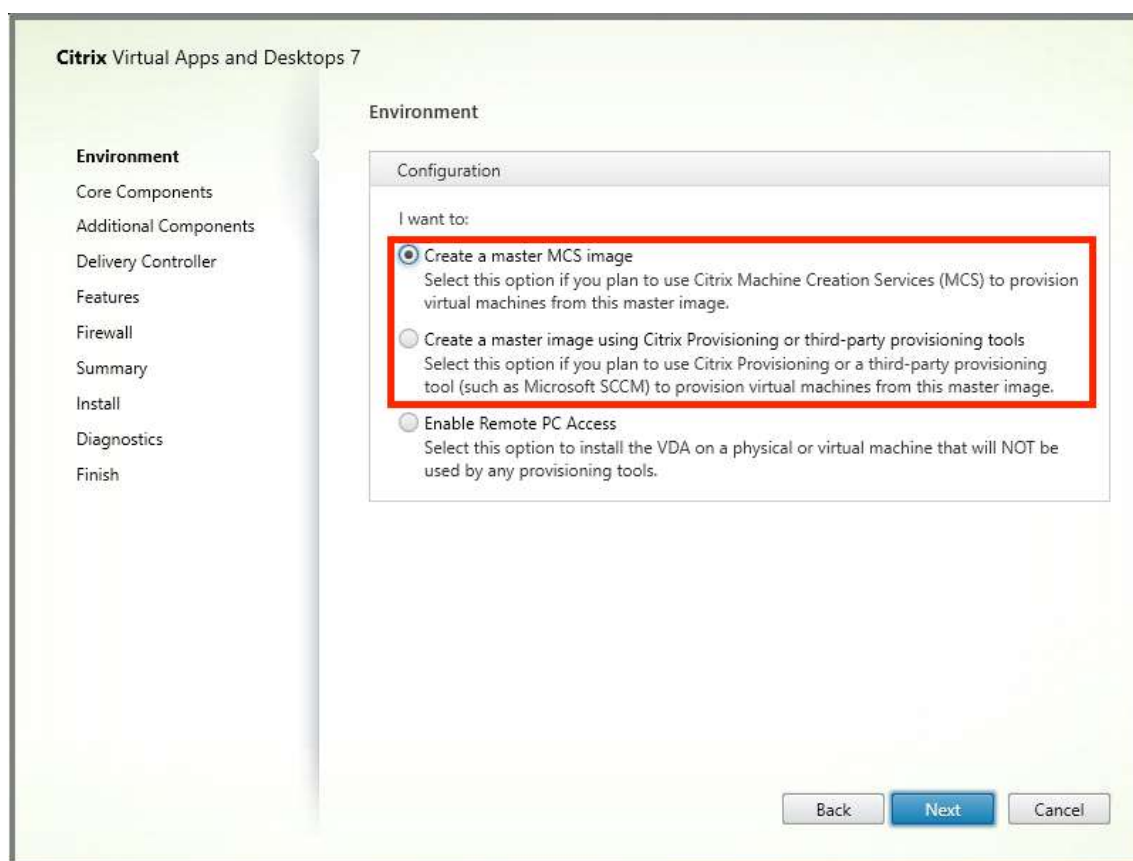 Citrix Virtual Apps and Desktops 7
Environment
Environment
Core Components
Additional Components
Delivery Controller
Features
Firewall
Summary
Install
Diagnostics
Finish
Configuration
I want to:
Create a master MCS image
Select this option if you plan to use Citrix Machine Creation Services (MCS) to provision
virtual machines from this master image.
Create a master image using Citrix Provisioning or third-party provisioning tools
Select this option if you plan to use Citrix Provisioning or a third-party provisioning
tool (such as Microsoft SCCM) to provision virtual machines from this master image.
Enable Remote PC Access
Select this option to install the VDA on a physical or virtual machine that will NOT be
used by any provisioning tools.
Back
Next
Cancel